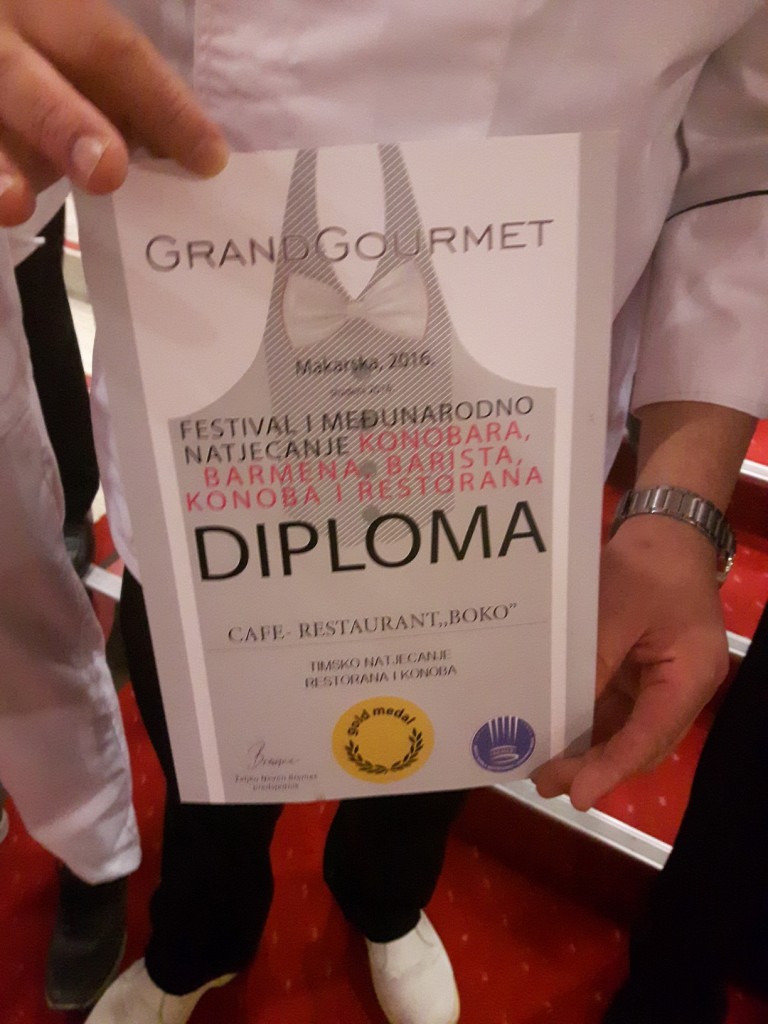 GRANDGOURMET
Makarska, 2016.
FESTIVAL I MEĐUNARODNO
NATJECANJE KONOBARA,
BARMENA, BARISTA,
KONOBA I RESTORANA
DIPLOMA
CAFE- RESTAURANT,,BOKO"
TIMSKO NATJECANJE
RESTORANA I KONOBA
gold medal